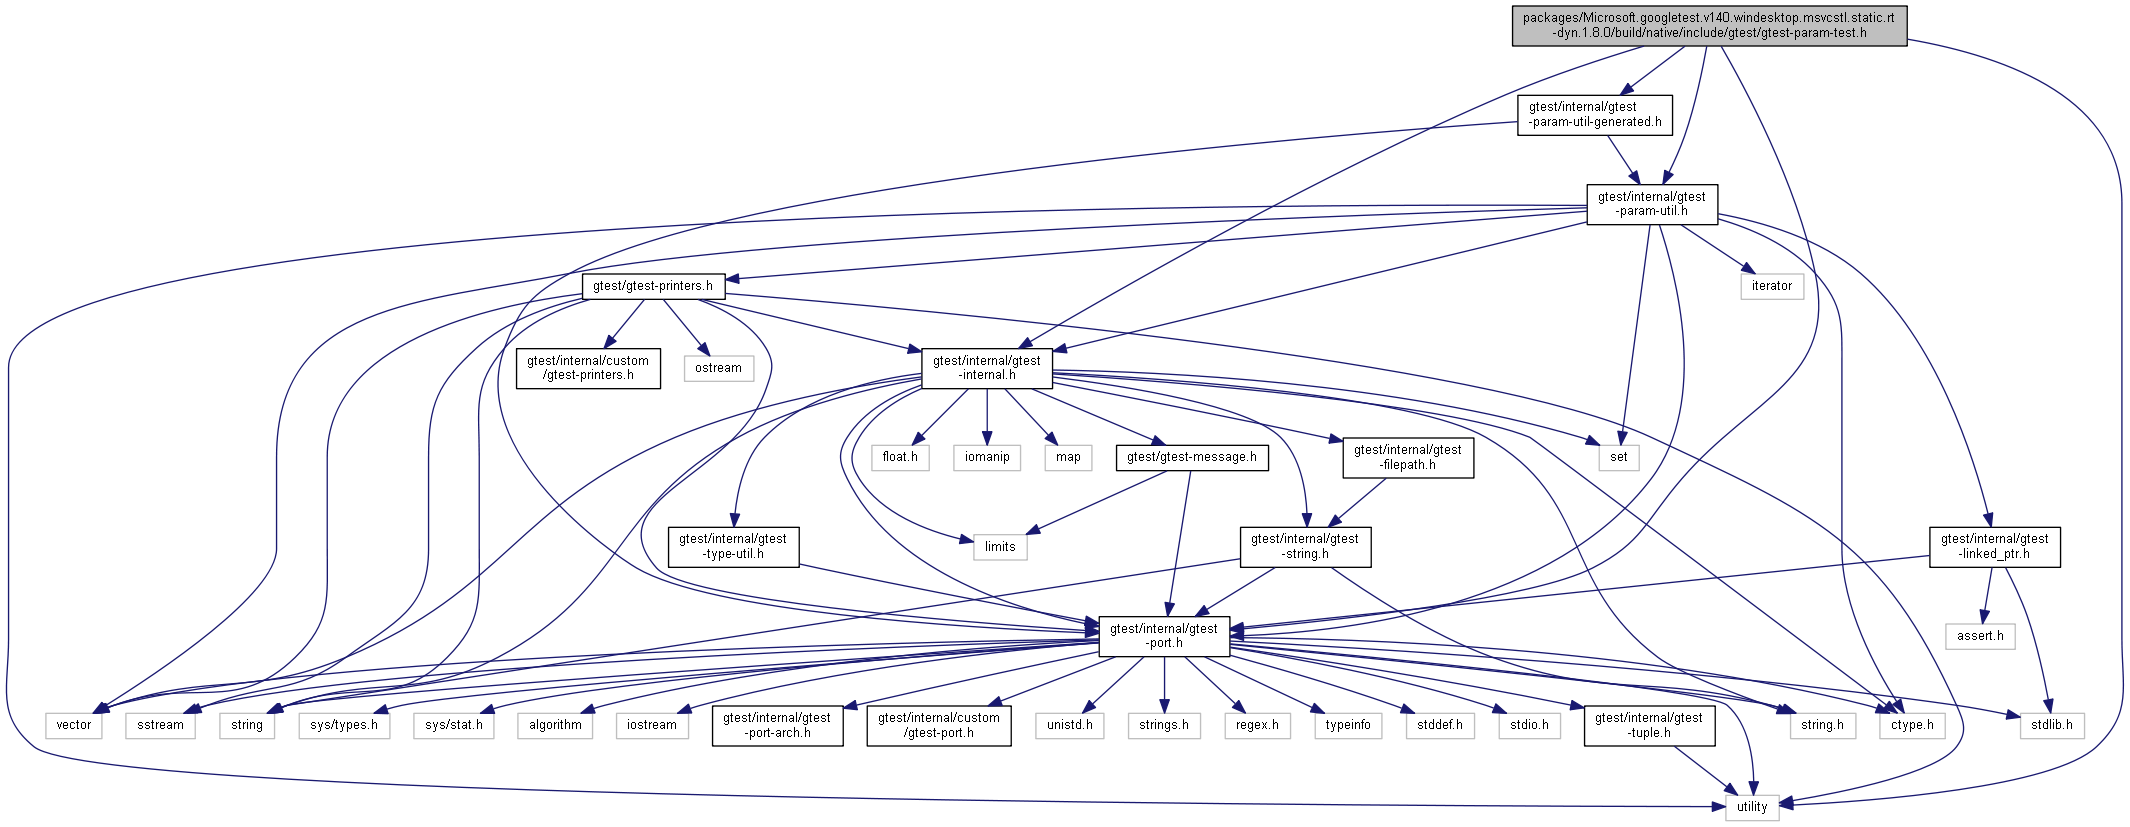 packages/Microsoft.googletest.v140.windesktop.msvcstl.static.rt
-dyn.1.8.0/build/native/include/gtest/gtest-param-test.h
gtest/internal/gtest
-param-util-generated.h
gtest/internal/gtest
-param-util.h
gtest/gtest-printers.h
iterator
gtest/internal/custom
/gtest-printers.h
ostream
gtest/internal/gtest
-internal.h
float.h
iomanip
map
gtest/gtest-message.h
gtest/internal/gtest
-filepath.h
set
gtest/internal/gtest
-type-util.h
limits
gtest/internal/gtest
-string.h
gtest/internal/gtest
-linked_ptr.h
gtest/internal/gtest
-port.h
assert.h
vector
sstream
string
sys/types.h
sys/stat.h
algorithm
iostream
gtest/internal/gtest
-port-arch.h
gtest/internal/custom
/gtest-port.h
unistd.h
strings.h
regex.h
typeinfo
stddef.h
stdio.h
gtest/internal/gtest
-tuple.h
string.h
ctype.h
stdlib.h
utility